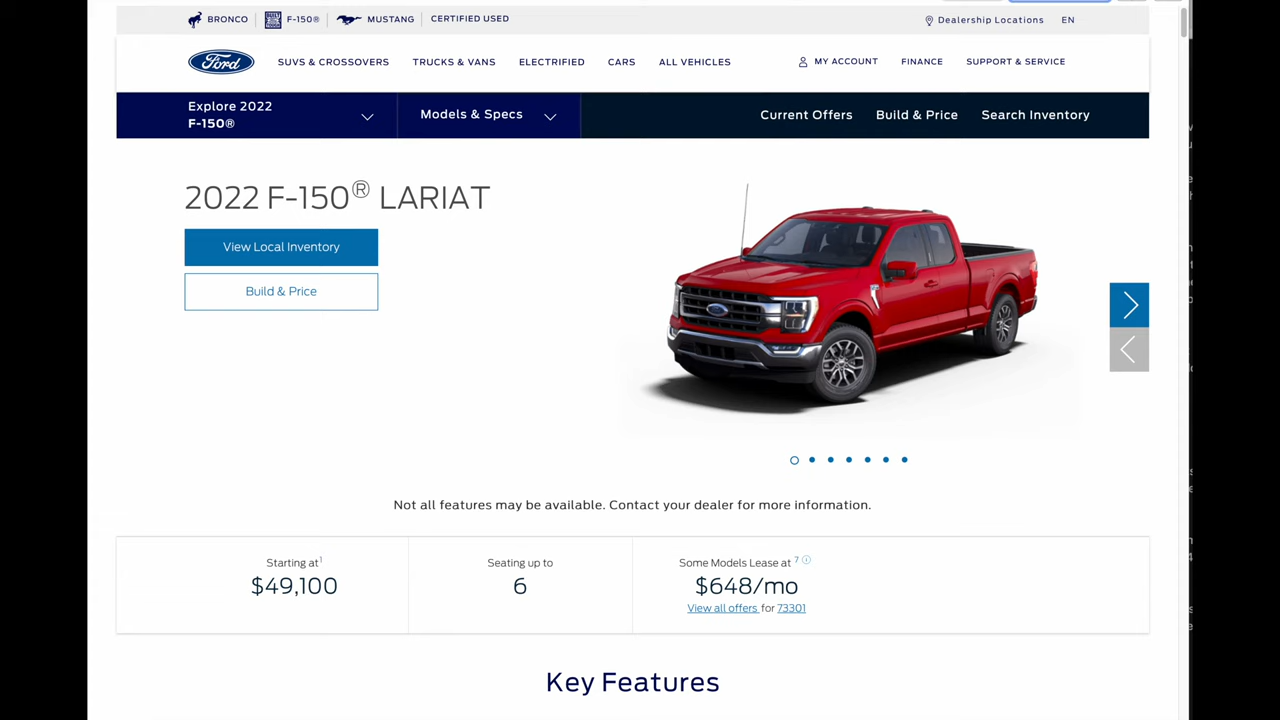 BRONCO F-150® MUSTANG CERTIFIED USED Dealership Locations EN
Ford SUVS & CROSSOVERS TRUCKS & VANS ELECTRIFIED CARS ALL VEHICLES MY ACCOUNT FINANCE SUPPORT & SERVICE
Explore 2022
F-150®
Models & Specs
Current Offers Build & Price Search Inventory
2022 F-150® LARIAT
View Local Inventory
Build & Price
Not all features may be available. Contact your dealer for more information.
Starting at1
$49,100
Seating up to
6
Some Models Lease at 7
$648/mo
View all offers for 73301
Key Features